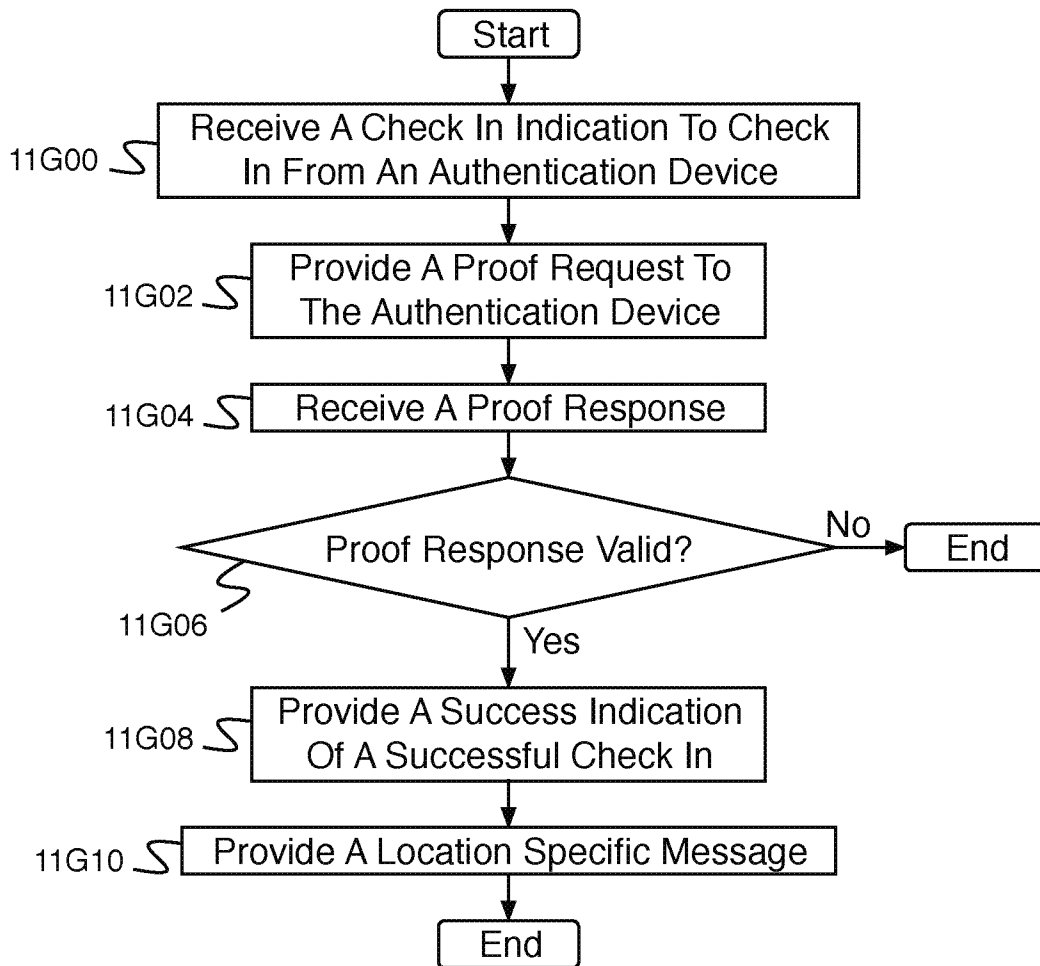 Start
11G00
Receive A Check In Indication To Check
In From An Authentication Device
11G02
Provide A Proof Request To
The Authentication Device
11G04
Receive A Proof Response
Proof Response Valid?
No
End
11G06
Yes
11G08
Provide A Success Indication
Of A Successful Check In
11G10
Provide A Location Specific Message
End